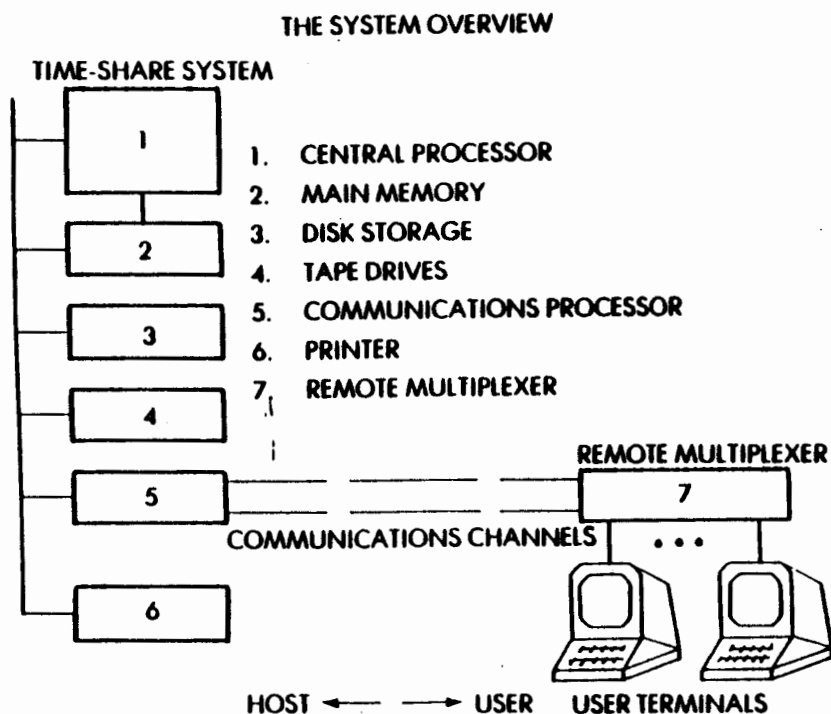 THE SYSTEM OVERVIEW
TIME-SHARE SYSTEM
1
2
3
4
5
6
1. CENTRAL PROCESSOR
2. MAIN MEMORY
3. DISK STORAGE
4. TAPE DRIVES
5. COMMUNICATIONS PROCESSOR
6. PRINTER
7. REMOTE MULTIPLEXER
REMOTE MULTIPLEXER
7
COMMUNICATIONS CHANNELS
HOST USER
USER TERMINALS